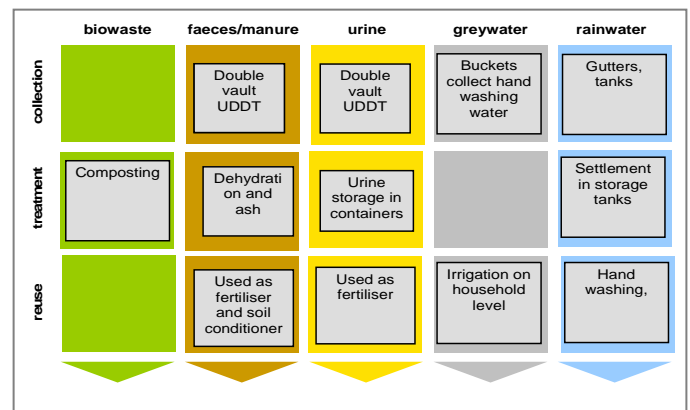 biowaste faeces/manure urine greywater rainwater
collection
Double
vault
UDDT
Double
vault
UDDT
Buckets
collect hand
washing
water
Gutters,
tanks
treatment
Composting
Dehydrati
on and
ash
Urine
storage in
containers
Settlement
in storage
tanks
reuse
Used as
fertiliser
and soil
conditioner
Used as
fertiliser
Irrigation on
household
level
Hand
washing,